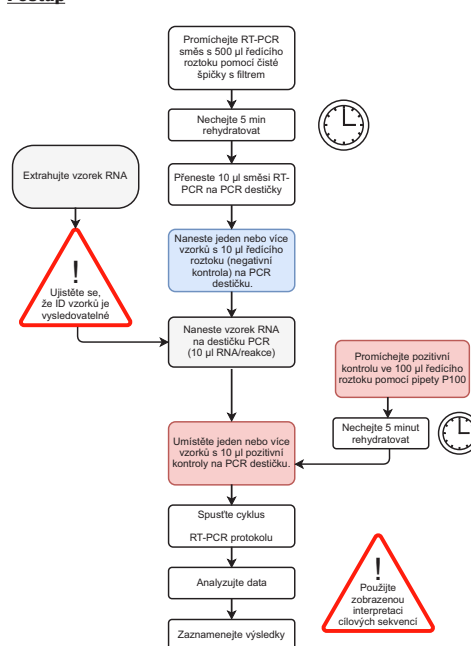 Postup
Promíchejte RT-PCR
směs s 500 µl ředícího
roztoku pomocí čisté
špičky s filtrem
Nechejte 5 min
rehydratovat
Extrahujte vzorek RNA
Přeneste 10 µl směsi RT-
PCR na PCR destičky
Naneste jeden nebo více
vzorků s 10 µl ředícího
roztoku (negativní
kontrola) na PCR
destičku.
!
Ujistěte se,
že ID vzorků je
vysledovatelné
Naneste vzorek RNA
na destičku PCR
(10 µl RNA/reakce)
Promíchejte pozitivní
kontrolu ve 100 µl ředícího
roztoku pomocí pipety P100
Nechejte 5 minut
rehydratovat
Umístěte jeden nebo více
vzorků s 10 µl pozitivní
kontroly na PCR destičku.
Spusťte cyklus
RT-PCR protokolu
Analyzujte data
!
Použijte
zobrazenou
interpretaci
cílových sekvencí
Zaznamenejte výsledky